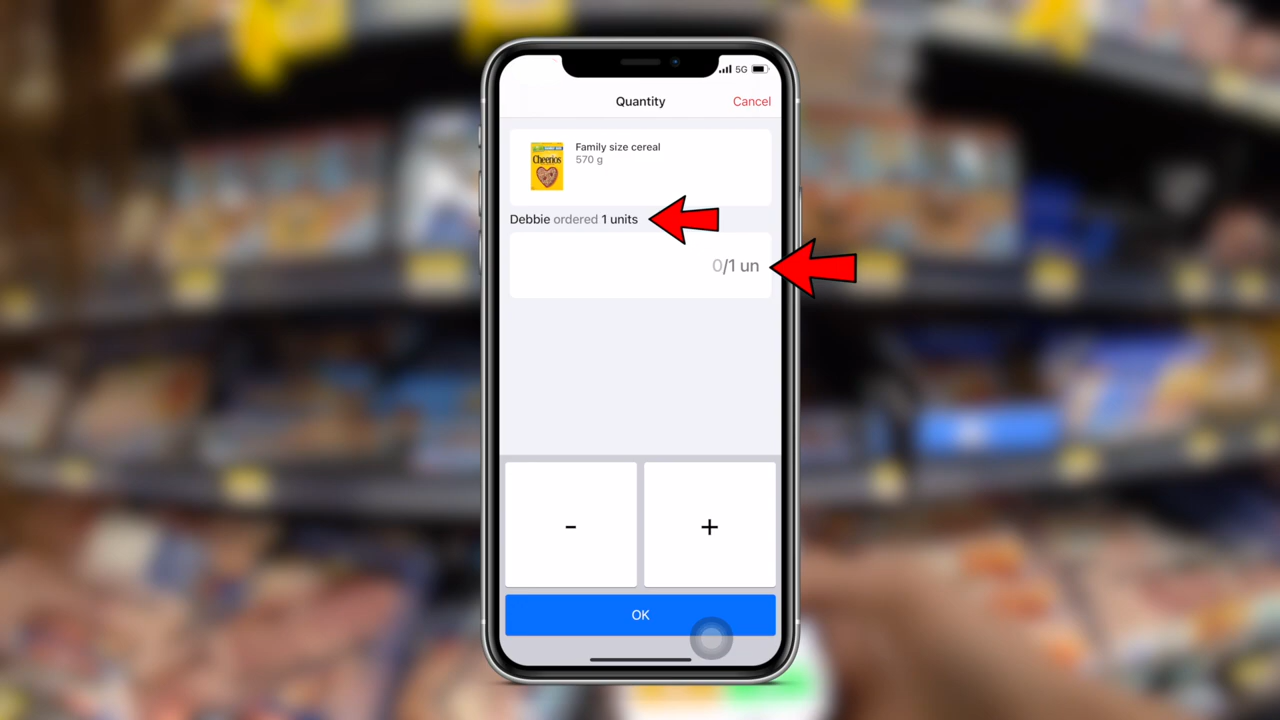 5G
Quantity
Cancel
Family size cereal
570 g
Cheerios
Debbie ordered 1 units
0/1 un
-
+
OK